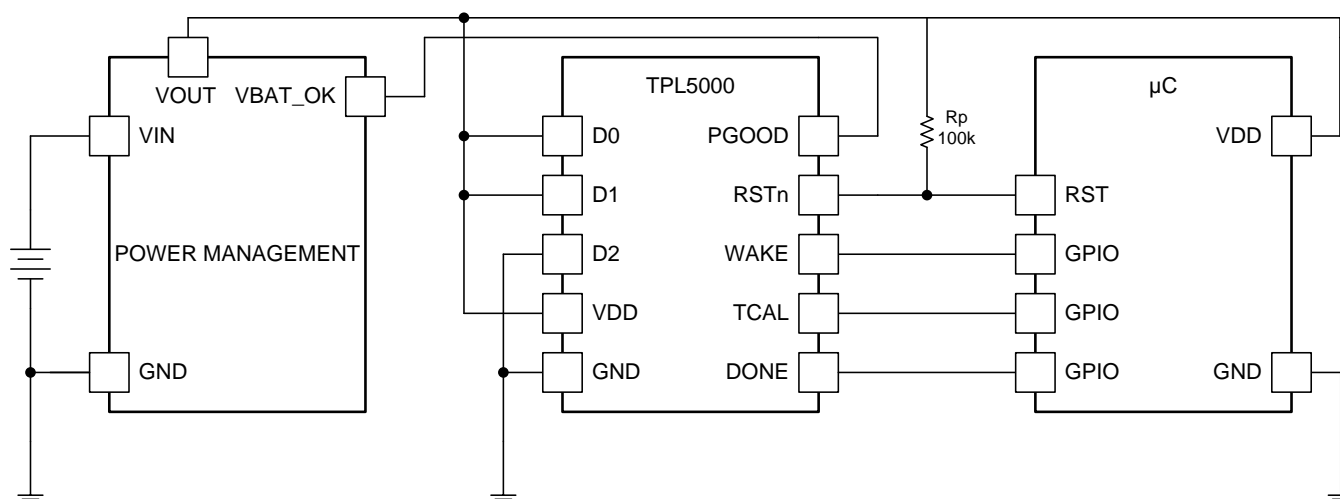 VOUT
VBAT_OK
VIN
POWER MANAGEMENT
GND
TPL5000
D0
D1
D2
VDD
GND
PGOOD
RSTn
WAKE
TCAL
DONE
Rp
100k
µC
RST
GPIO
GPIO
GPIO
VDD
GND